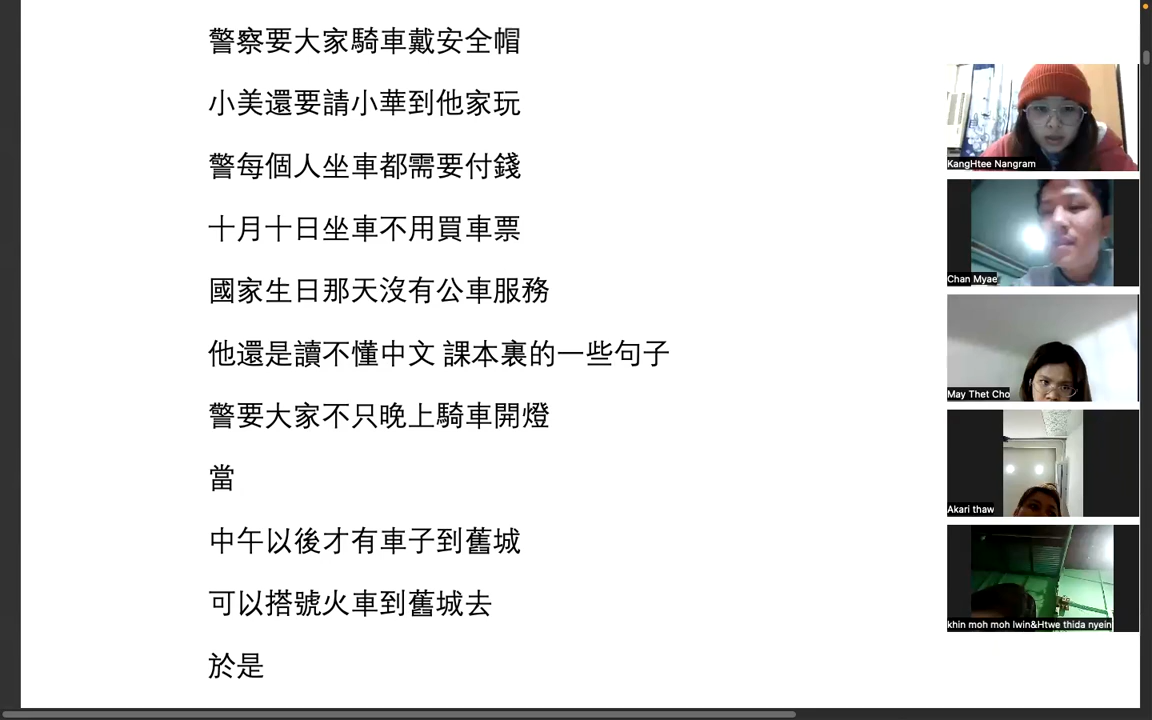 警察要大家騎車戴安全帽
小美還要請小華到他家玩
警每個人坐車都需要付錢
十月十日坐車不用買車票
國家生日那天沒有公車服務
他還是讀不懂中文 課本裏的一些句子
警要大家不只晚上騎車開燈
當
中午以後才有車子到舊城
可以搭號火車到舊城去
於是
KangHtee Nangram
Chan Myae
May Thet Cho
Akari thaw
khin moh moh lwin&Htwe thida nyein